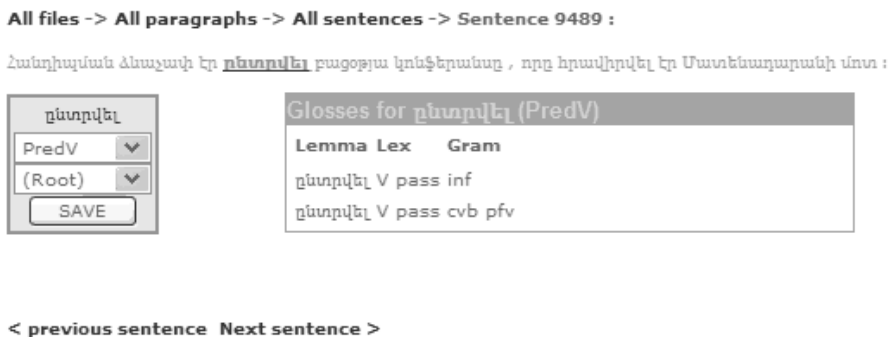 All files -> All paragraphs -> All sentences -> Sentence 9489 :
Հանդիպման ձևաչափ էր ընտրվել բացօթյա կոնֆերանսը , որը հրավիրվել էր Մատենադարանի մոտ :
ընտրվել
PredV
(Root)
SAVE
Glosses for ընտրվել (PredV)
Lemma Lex Gram
ընտրվել V pass inf
ընտրվել V pass cvb pfv
< previous sentence Next sentence >